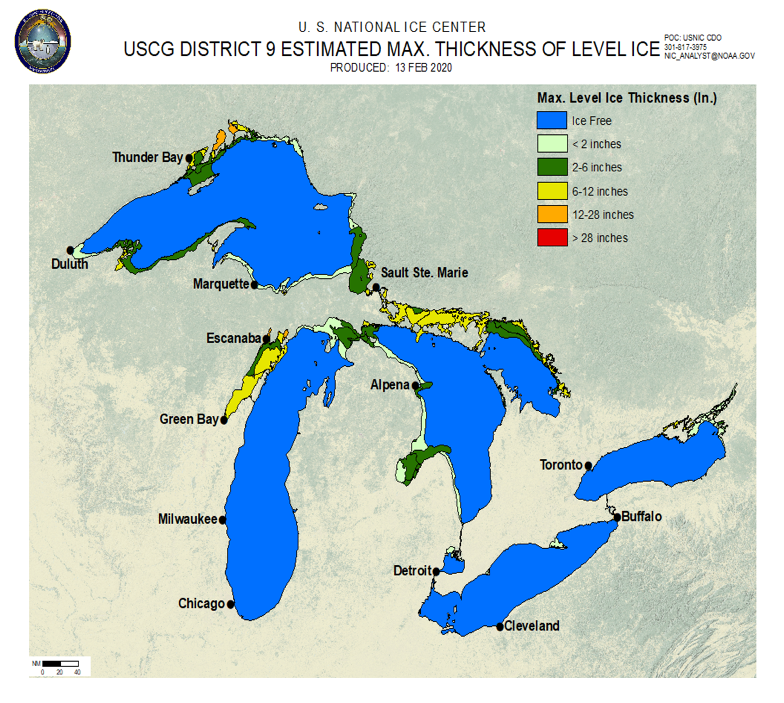 U. S. NATIONAL ICE CENTER
USCG DISTRICT 9 ESTIMATED MAX. THICKNESS OF LEVEL ICE
PRODUCED: 13 FEB 2020
POC: USNIC CDO
301-817-3975
NIC_ANALYST@NOAA.GOV
Max. Level Ice Thickness (In.)
Ice Free
< 2 inches
2-6 inches
6-12 inches
12-28 inches
> 28 inches
Thunder Bay
Duluth
Marquette
Sault Ste. Marie
Escanaba
Alpena
Green Bay
Toronto
Milwaukee
Buffalo
Detroit
Chicago
Cleveland
NM
0 20 40